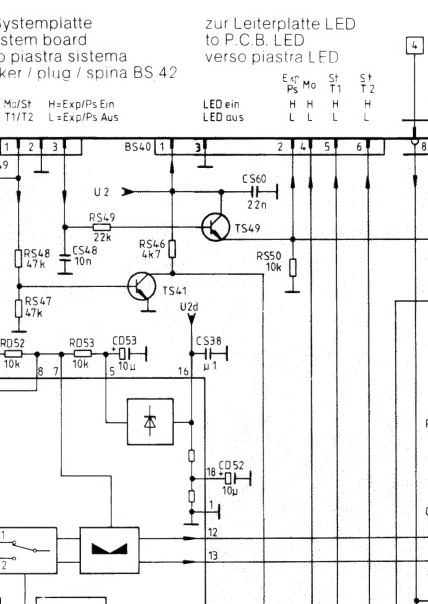 Systemplatte
stem board
o piastra sistema
ker / plug / spina BS 42
zur Leiterplatte LED
to P.C.B. LED
verso piastra LED
4
Exp Ps Mo St T1 St T2
Mo/St H=Exp/Ps Ein
T1/T2 L=Exp/Ps Aus
LED ein H H H H
LED aus L L L L
1 2 3 BS40 1 3 2 4 5 6 8
49
U2
CS60
22n
RS49
22k
TS49
RS48
47k
CS48
10n
RS46
4k7
RS50
10k
TS41
RS47
47k
U2d
RD52
10k
RD53
10k
CD53
+
10µ
CS38
µ1
8 7 5 16
18
+
CD52
10µ
1
12
13
1
2